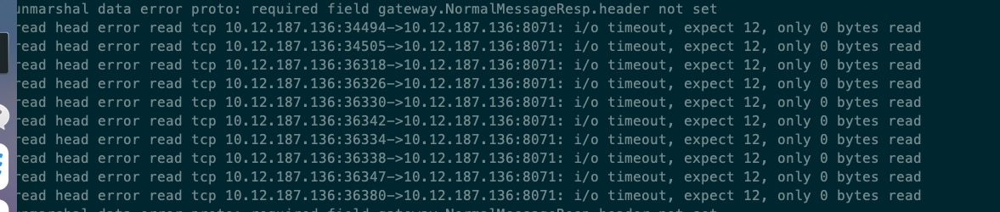 unmarshal data error proto: required field gateway.NormalMessageResp.header not set
read head error read tcp 10.12.187.136:34494->10.12.187.136:8071: i/o timeout, expect 12, only 0 bytes read
read head error read tcp 10.12.187.136:34505->10.12.187.136:8071: i/o timeout, expect 12, only 0 bytes read
read head error read tcp 10.12.187.136:36318->10.12.187.136:8071: i/o timeout, expect 12, only 0 bytes read
read head error read tcp 10.12.187.136:36326->10.12.187.136:8071: i/o timeout, expect 12, only 0 bytes read
read head error read tcp 10.12.187.136:36330->10.12.187.136:8071: i/o timeout, expect 12, only 0 bytes read
read head error read tcp 10.12.187.136:36342->10.12.187.136:8071: i/o timeout, expect 12, only 0 bytes read
read head error read tcp 10.12.187.136:36334->10.12.187.136:8071: i/o timeout, expect 12, only 0 bytes read
read head error read tcp 10.12.187.136:36338->10.12.187.136:8071: i/o timeout, expect 12, only 0 bytes read
read head error read tcp 10.12.187.136:36347->10.12.187.136:8071: i/o timeout, expect 12, only 0 bytes read
read head error read tcp 10.12.187.136:36380->10.12.187.136:8071: i/o timeout, expect 12, only 0 bytes read
unmarshal data error proto: required field gateway.NormalMessageResp.header not set